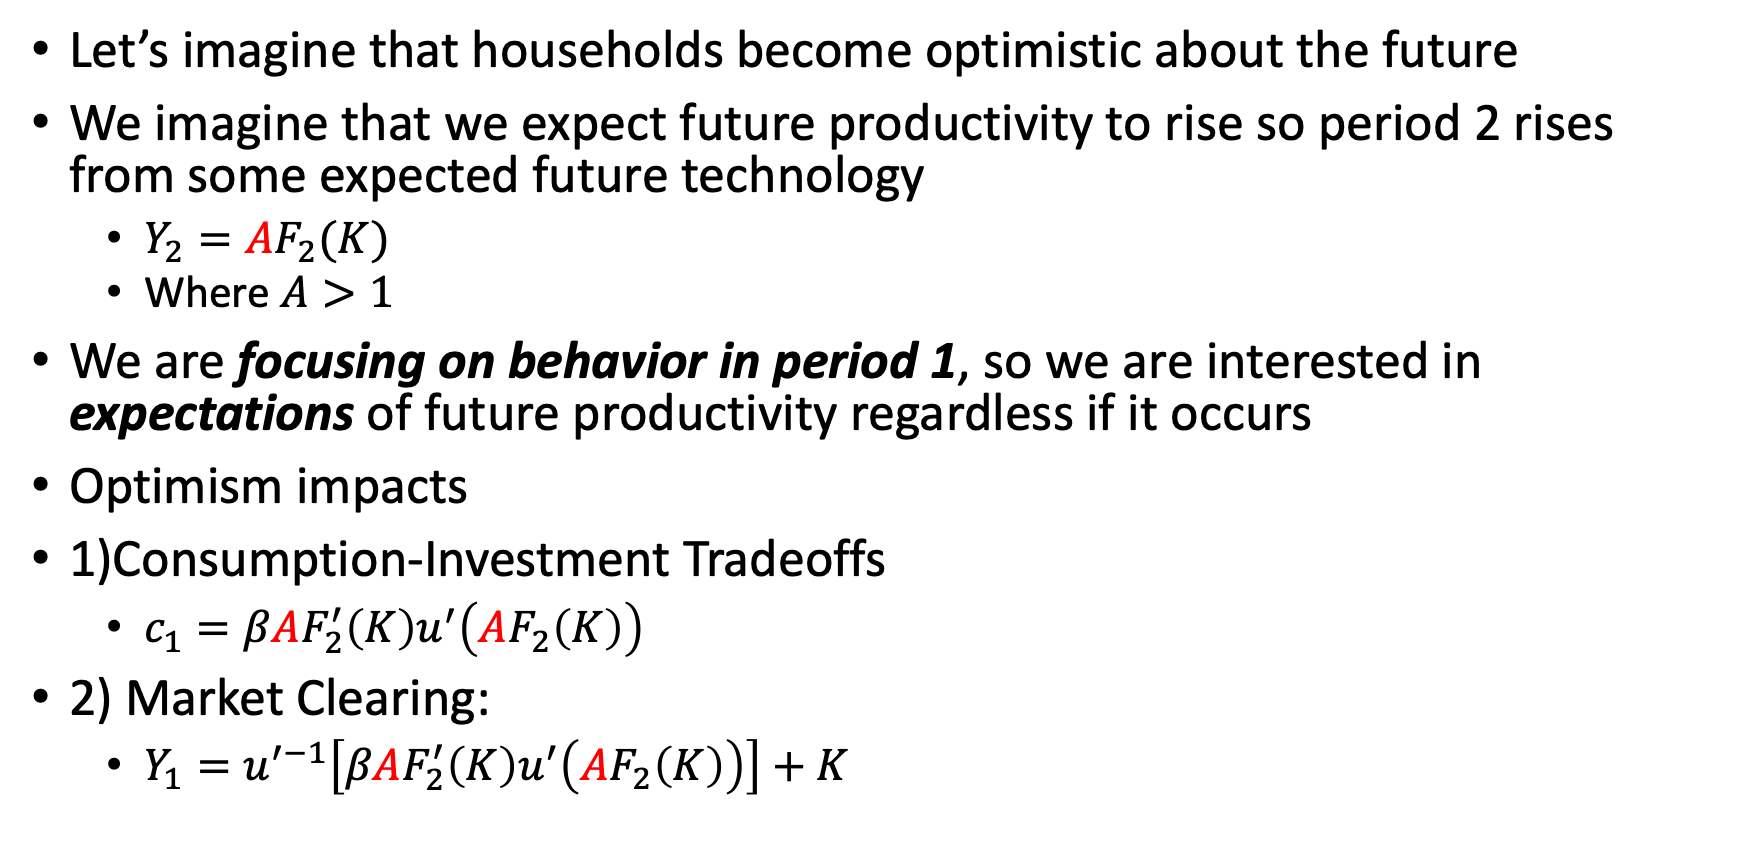 • Let’s imagine that households become optimistic about the future
• We imagine that we expect future productivity to rise so period 2 rises
from some expected future technology
• Y₂ = AF₂(K)
• Where A > 1
• We are focusing on behavior in period 1, so we are interested in
expectations of future productivity regardless if it occurs
• Optimism impacts
• 1)Consumption-Investment Tradeoffs
• c₁ = βAF₂′(K)u′(AF₂(K))
• 2) Market Clearing:
• Y₁ = u′⁻¹[βAF₂′(K)u′(AF₂(K))] + K